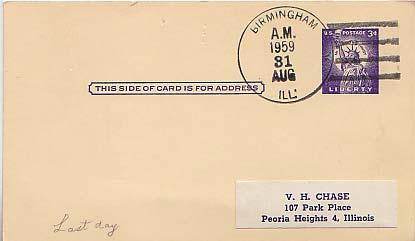 BIRMINGHAM
A.M.
1959
31
AUG
ILL.
U.S. POSTAGE 3¢
LIBERTY
THIS SIDE OF CARD IS FOR ADDRESS
V. H. CHASE
107 Park Place
Peoria Heights 4, Illinois
Last day